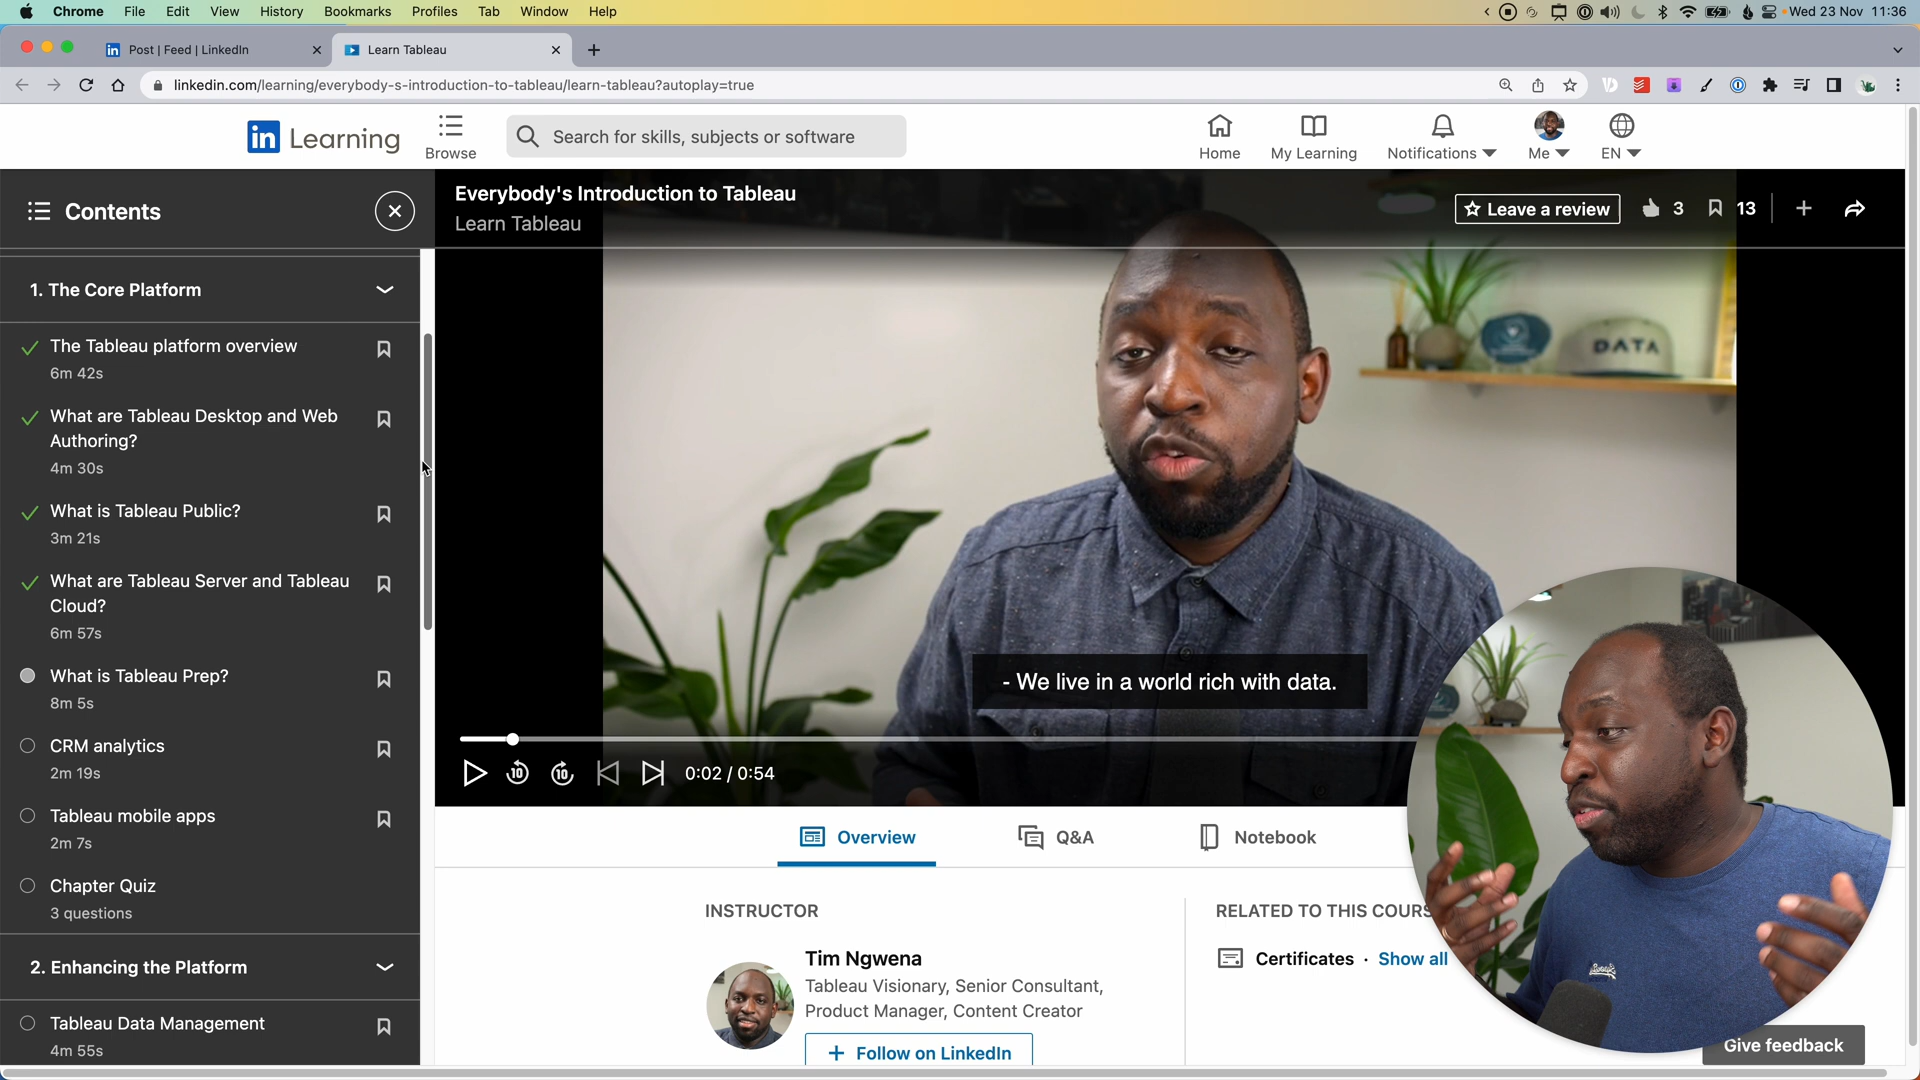 Chrome File Edit View History Bookmarks Profiles Tab Window Help
Wed 23 Nov 11:36
Post | Feed | LinkedIn
Learn Tableau
linkedin.com/learning/everybody-s-introduction-to-tableau/learn-tableau?autoplay=true
in Learning
Browse
Search for skills, subjects or software
Home
My Learning
Notifications
Me
EN
Contents
Everybody's Introduction to Tableau
Learn Tableau
Leave a review
3
13
1. The Core Platform
The Tableau platform overview
6m 42s
What are Tableau Desktop and Web
Authoring?
4m 30s
What is Tableau Public?
3m 21s
What are Tableau Server and Tableau
Cloud?
6m 57s
What is Tableau Prep?
8m 5s
CRM analytics
2m 19s
Tableau mobile apps
2m 7s
Chapter Quiz
3 questions
2. Enhancing the Platform
Tableau Data Management
4m 55s
DATA
- We live in a world rich with data.
10
10
0:02 / 0:54
Overview
Q&A
Notebook
INSTRUCTOR
Tim Ngwena
Tableau Visionary, Senior Consultant,
Product Manager, Content Creator
+ Follow on LinkedIn
RELATED TO THIS COURS
Certificates · Show all
Give feedback